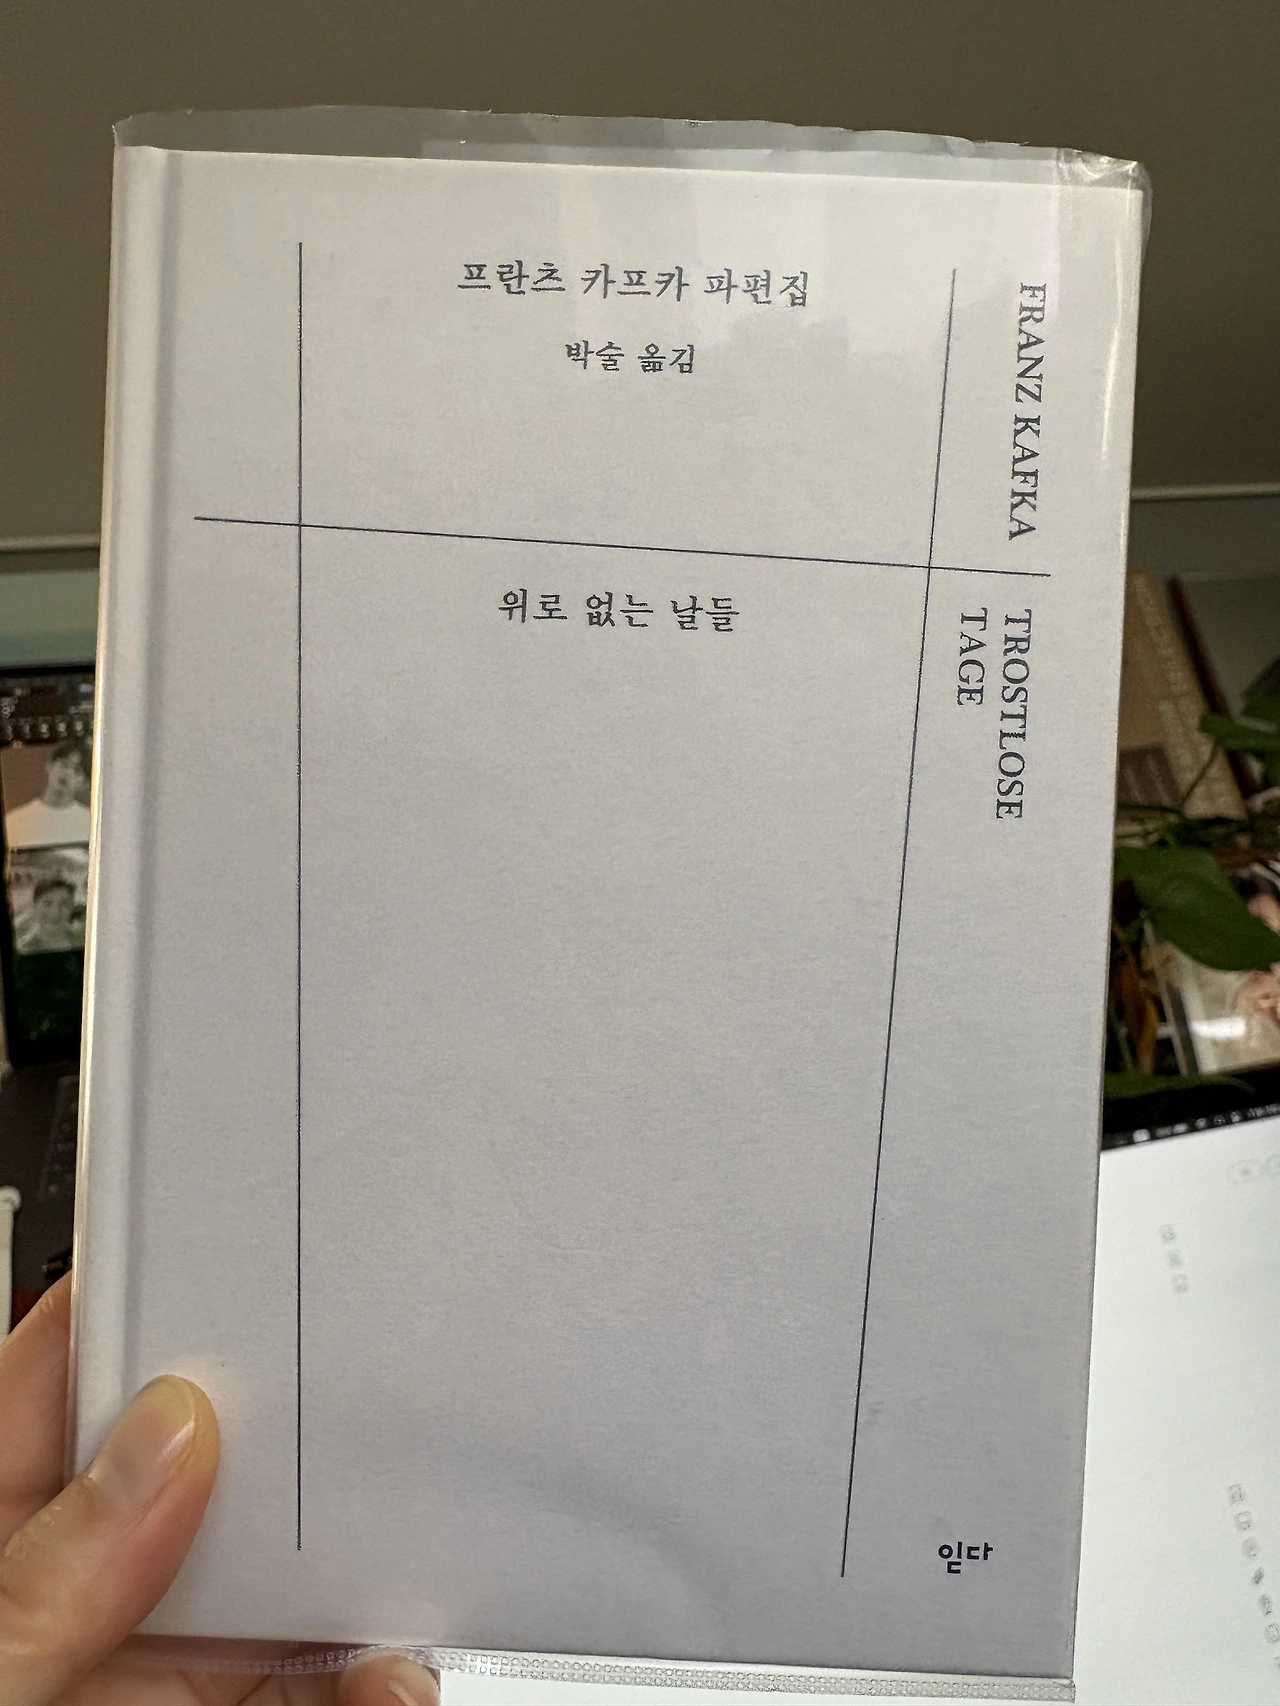 프란츠 카프카 파편집
박술 옮김
위로 없는 날들
FRANZ KAFKA
TROSTLOSE
TAGE
읻다